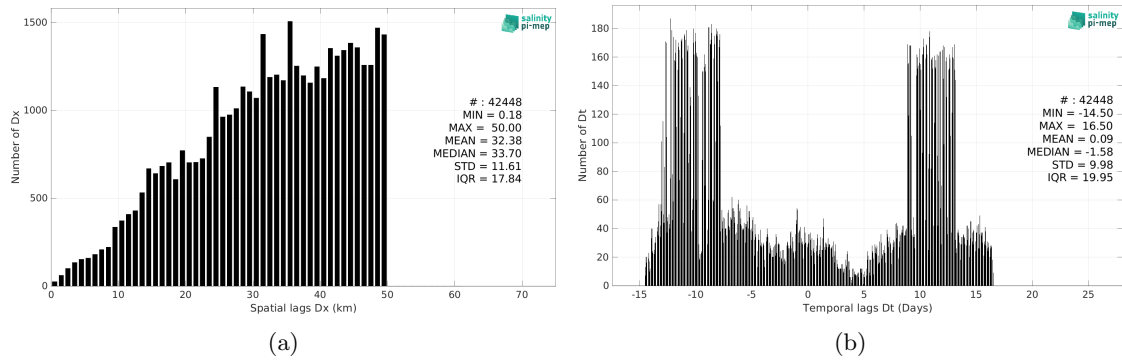 1500
1000
500
0
Number of Dx
0 10 20 30 40 50 60 70
Spatial lags Dx (km)
salinity
pi-mep
# : 42448
MIN = 0.18
MAX = 50.00
MEAN = 32.38
MEDIAN = 33.70
STD = 11.61
IQR = 17.84
(a)
180
160
140
120
100
80
60
40
20
0
Number of Dt
-15 -10 -5 0 5 10 15 20 25
Temporal lags Dt (Days)
salinity
pi-mep
# : 42448
MIN = -14.50
MAX = 16.50
MEAN = 0.09
MEDIAN = -1.58
STD = 9.98
IQR = 19.95
(b)